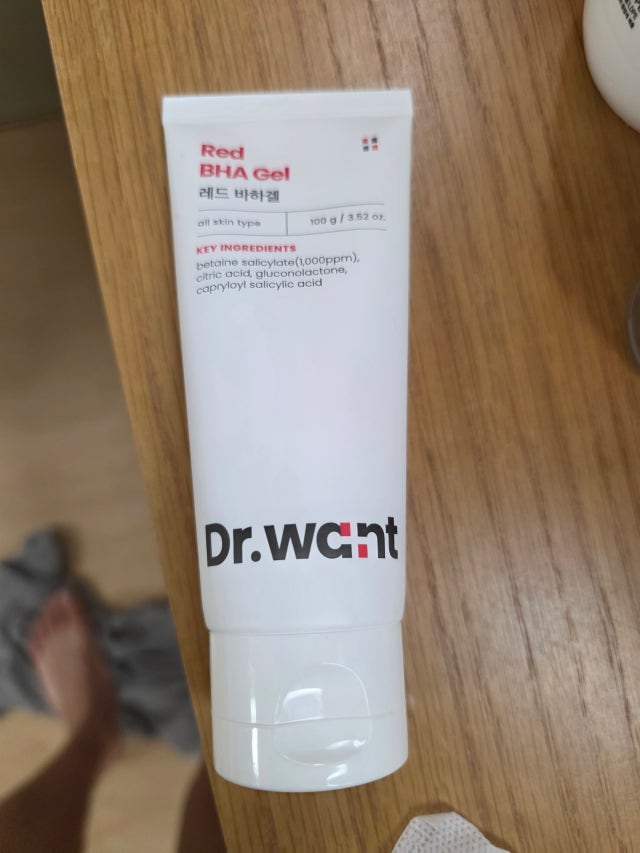 Red
BHA Gel
레드 바하겔
all skin type
100 g / 3.52 oz.
KEY INGREDIENTS
betaine salicylate(1,000ppm),
citric acid, gluconolactone,
capryloyl salicylic acid
Dr.want